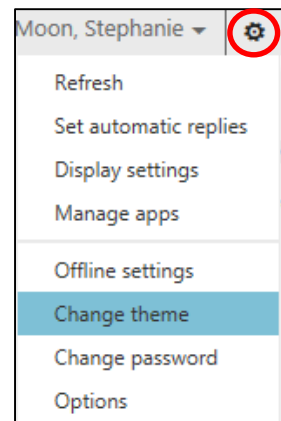 Moon, Stephanie
Refresh
Set automatic replies
Display settings
Manage apps
Offline settings
Change theme
Change password
Options